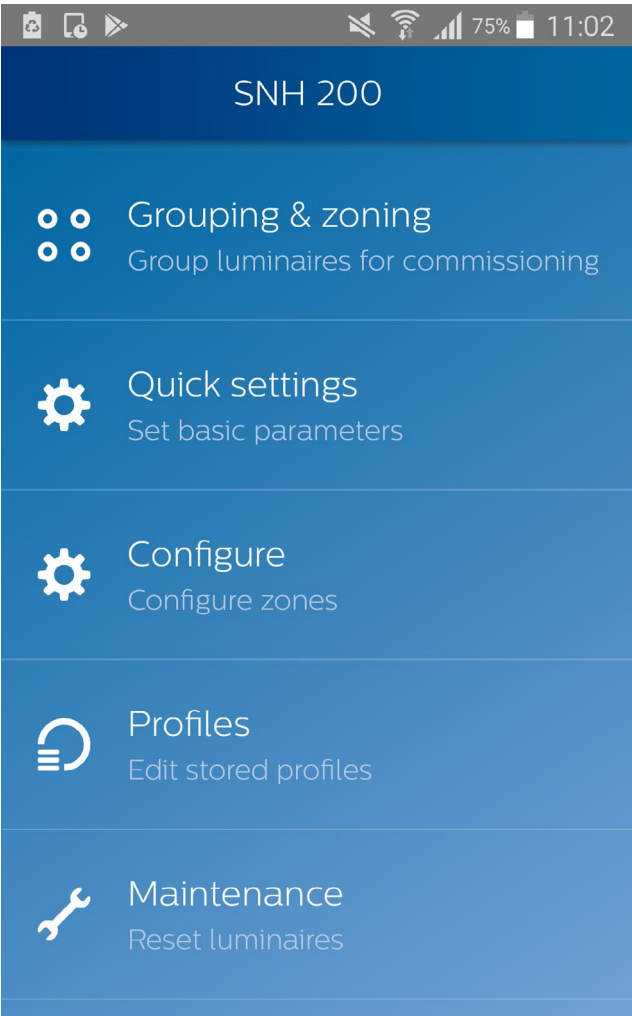 75% 11:02
SNH 200
Grouping & zoning
Group luminaires for commissioning
Quick settings
Set basic parameters
Configure
Configure zones
Profiles
Edit stored profiles
Maintenance
Reset luminaires